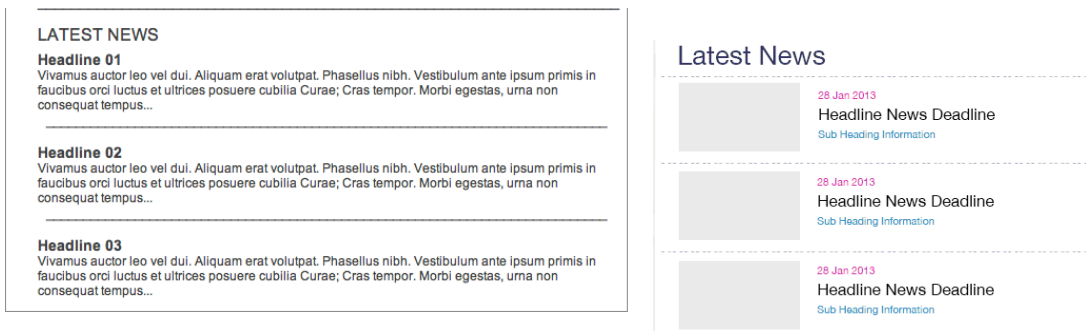 LATEST NEWS
Headline 01
Vivamus auctor leo vel dui. Aliquam erat volutpat. Phasellus nibh. Vestibulum ante ipsum primis in
faucibus orci luctus et ultrices posuere cubilia Curae; Cras tempor. Morbi egestas, urna non
consequat tempus...
Headline 02
Vivamus auctor leo vel dui. Aliquam erat volutpat. Phasellus nibh. Vestibulum ante ipsum primis in
faucibus orci luctus et ultrices posuere cubilia Curae; Cras tempor. Morbi egestas, urna non
consequat tempus...
Headline 03
Vivamus auctor leo vel dui. Aliquam erat volutpat. Phasellus nibh. Vestibulum ante ipsum primis in
faucibus orci luctus et ultrices posuere cubilia Curae; Cras tempor. Morbi egestas, urna non
consequat tempus...
Latest News
28 Jan 2013
Headline News Deadline
Sub Heading Information
28 Jan 2013
Headline News Deadline
Sub Heading Information
28 Jan 2013
Headline News Deadline
Sub Heading Information